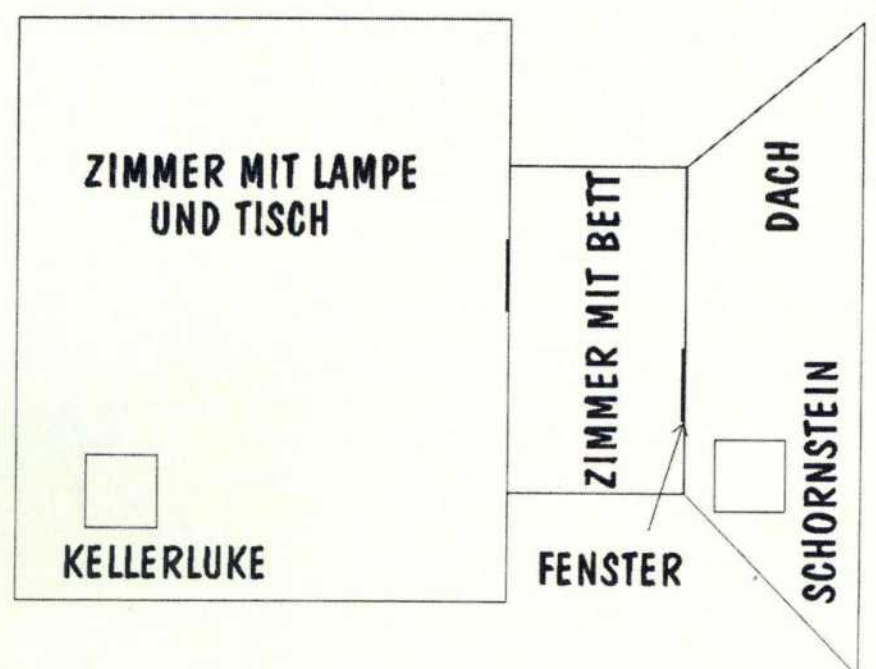 ZIMMER MIT LAMPE
UND TISCH
KELLERLUKE
ZIMMER MIT BETT
FENSTER
DACH
SCHORNSTEIN